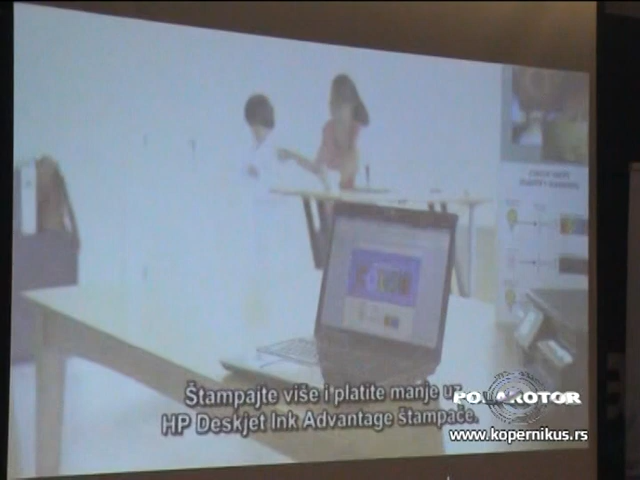 Štampajte više i platite manje uz
HP Deskjet Ink Advantage štampače.
POLAROTOR
www.kopernikus.rs